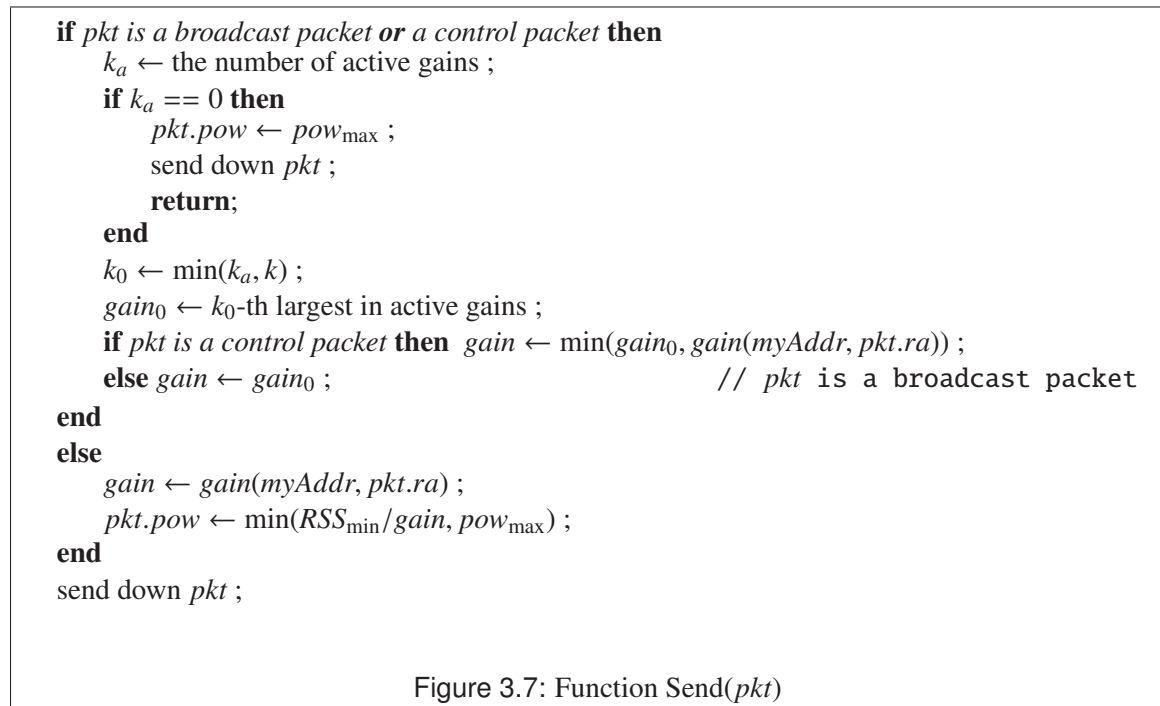 if pkt is a broadcast packet or a control packet then
k_a ← the number of active gains ;
if k_a == 0 then
pkt.pow ← pow_max ;
send down pkt ;
return;
end
k_0 ← min(k_a, k) ;
gain_0 ← k_0-th largest in active gains ;
if pkt is a control packet then gain ← min(gain_0, gain(myAddr, pkt.ra)) ;
else gain ← gain_0 ; // pkt is a broadcast packet
end
else
gain ← gain(myAddr, pkt.ra) ;
pkt.pow ← min(RSS_min/gain, pow_max) ;
end
send down pkt ;
Figure 3.7: Function Send(pkt)